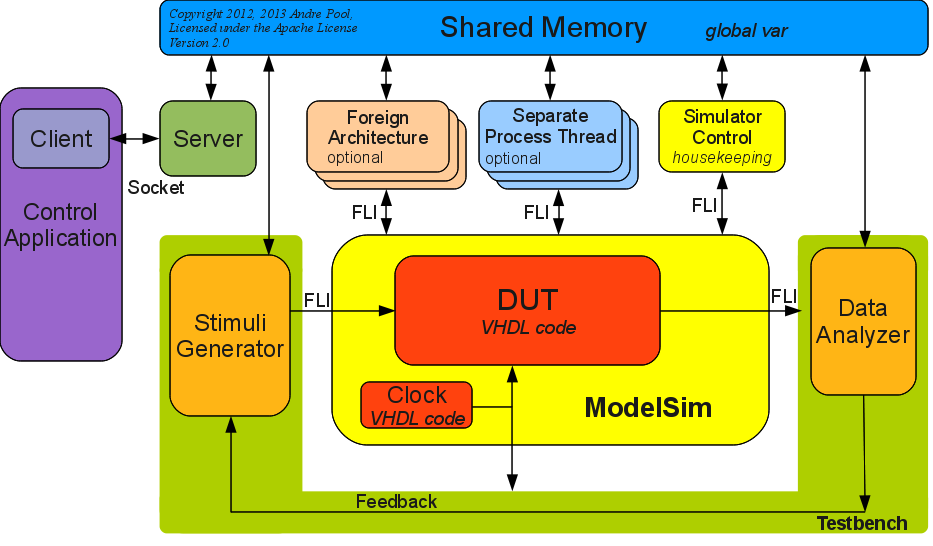 Copyright 2012, 2013 Andre Pool,
Licensed under the Apache License
Version 2.0
Shared Memory
global var
Client
Control
Application
Socket
Server
Foreign
Architecture
optional
Separate
Process Thread
optional
Simulator
Control
housekeeping
FLI
FLI
FLI
Stimuli
Generator
FLI
DUT
VHDL code
FLI
Data
Analyzer
Clock
VHDL code
ModelSim
Feedback
Testbench